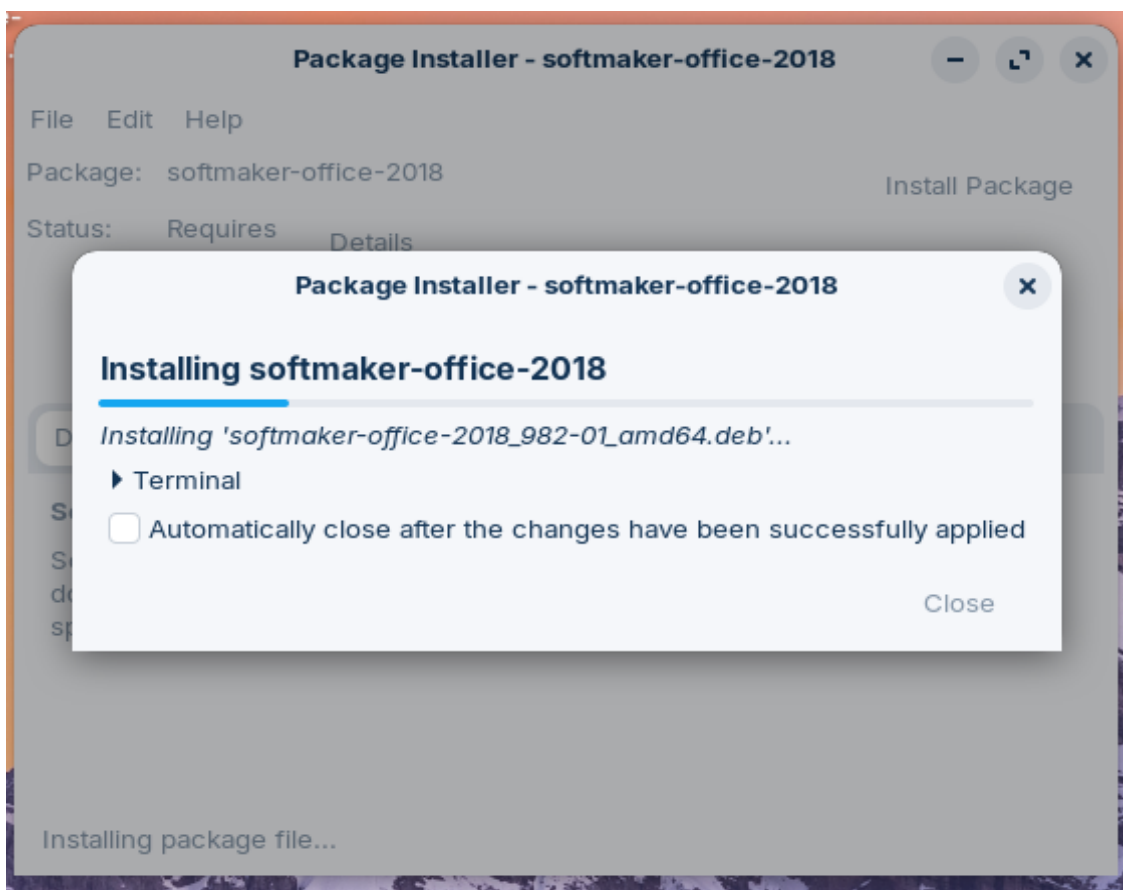 Package Installer - softmaker-office-2018
File Edit Help
Package: softmaker-office-2018
Install Package
Status: Requires
Details
Package Installer - softmaker-office-2018
Installing softmaker-office-2018
Installing 'softmaker-office-2018_982-01_amd64.deb'...
Terminal
Automatically close after the changes have been successfully applied
Close
Installing package file...